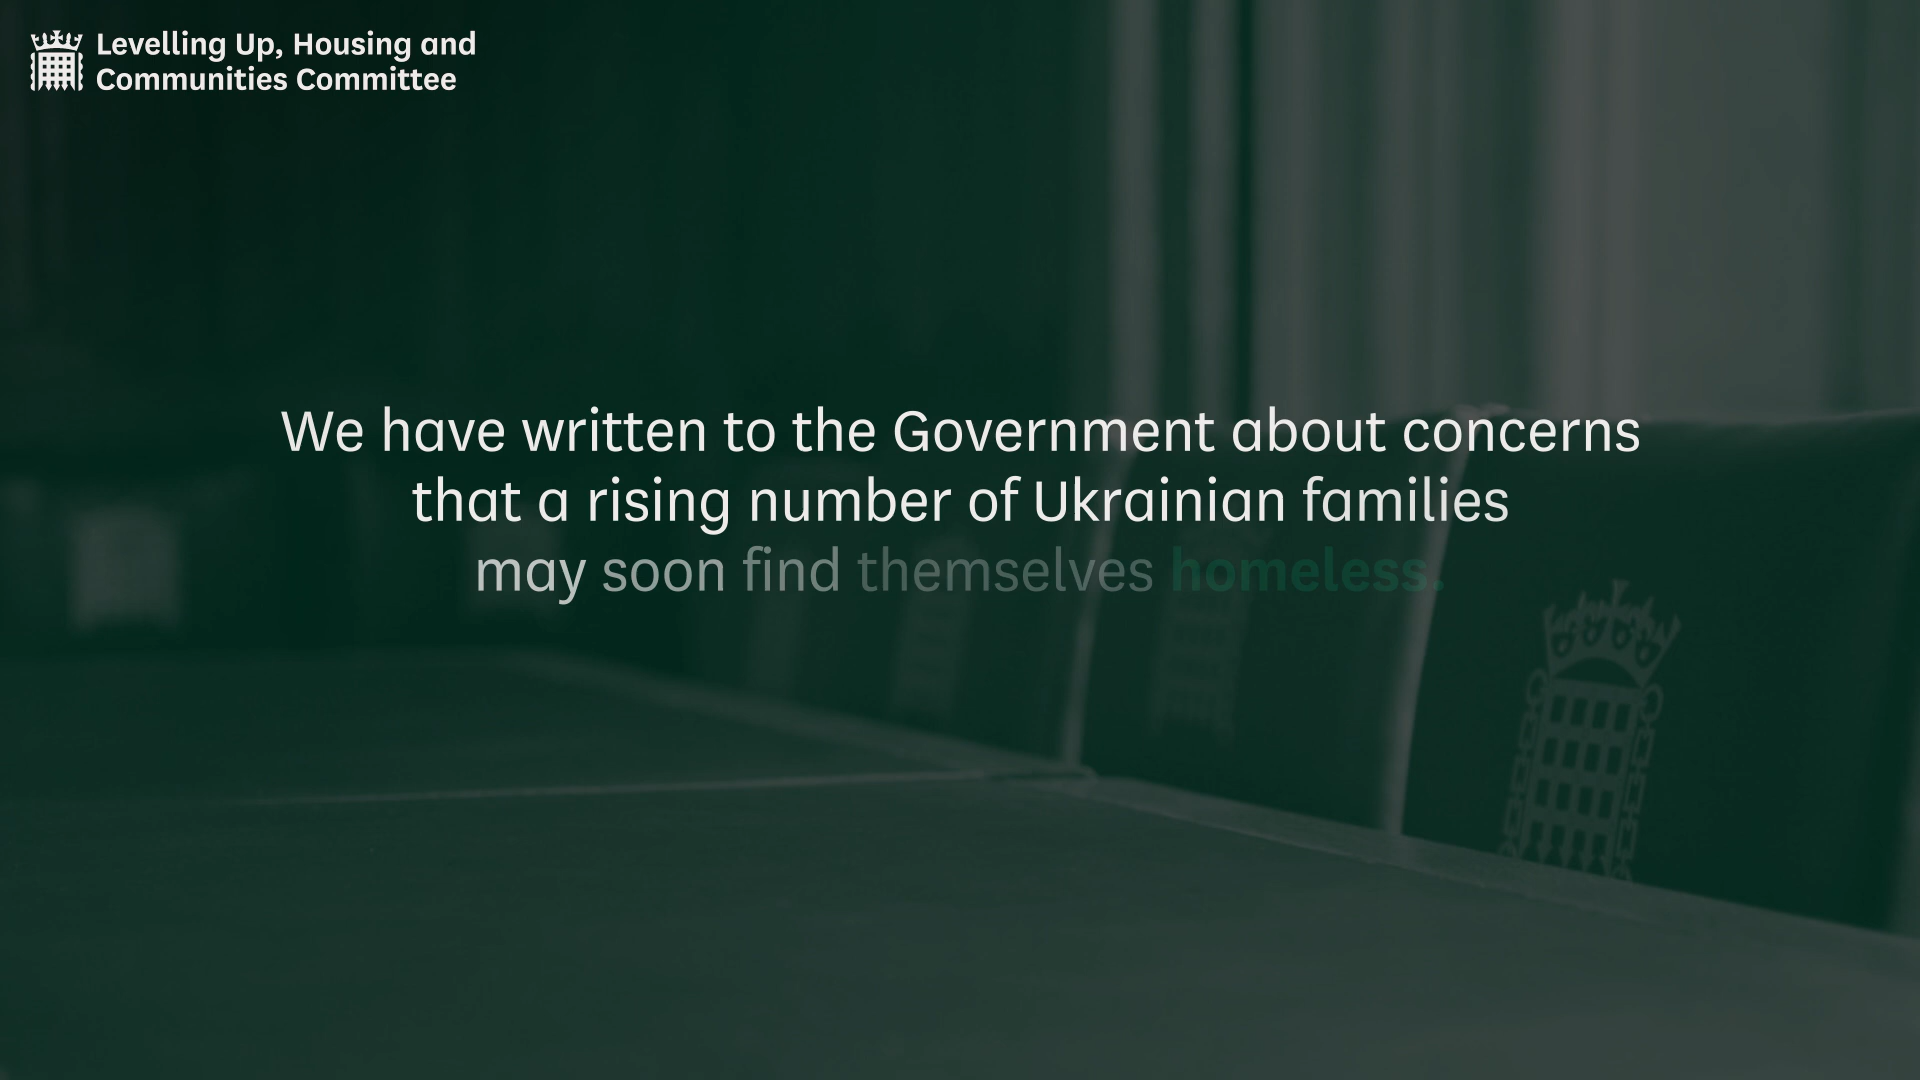 Levelling Up, Housing and
Communities Committee
We have written to the Government about concerns
that a rising number of Ukrainian families
may soon find themselves homeless.